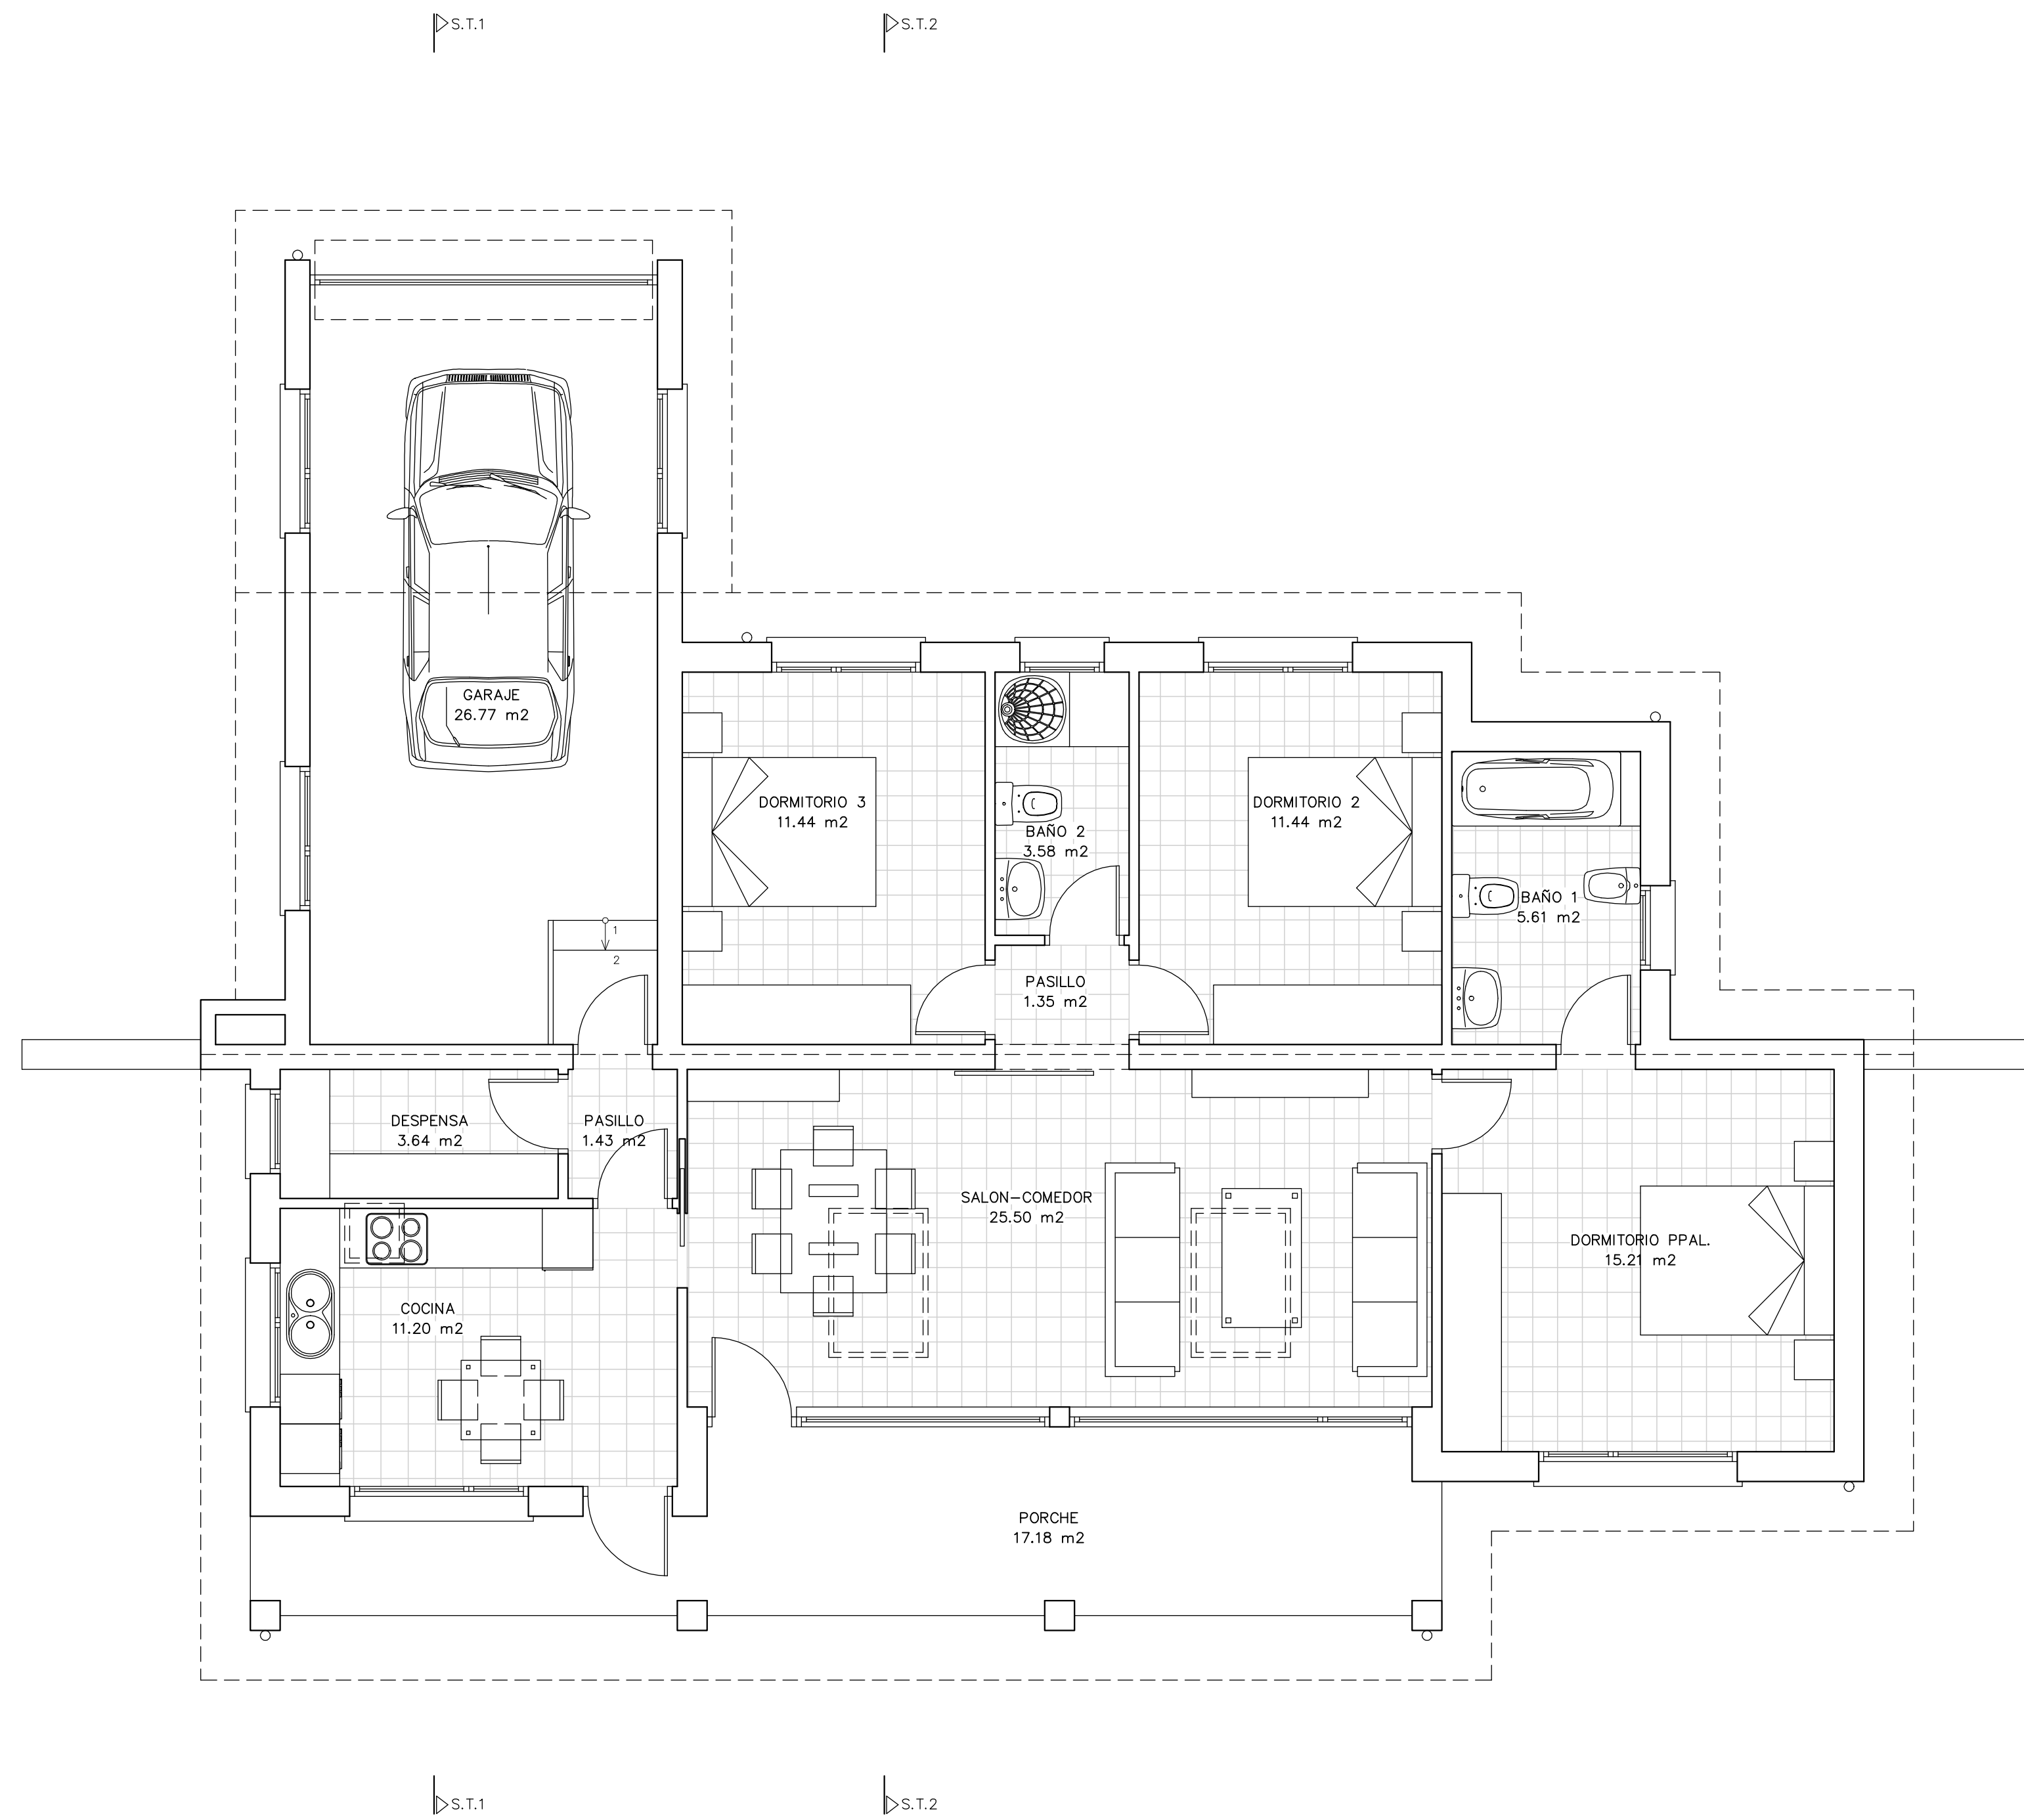 S.T.1
S.T.2
GARAJE
26.77 m2
DORMITORIO 3
11.44 m2
BAÑO 2
3.58 m2
DORMITORIO 2
11.44 m2
BAÑO 1
5.61 m2
1
2
PASILLO
1.35 m2
DESPENSA
3.64 m2
PASILLO
1.43 m2
SALON-COMEDOR
25.50 m2
DORMITORIO PPAL.
15.21 m2
COCINA
11.20 m2
PORCHE
17.18 m2
S.T.1
S.T.2